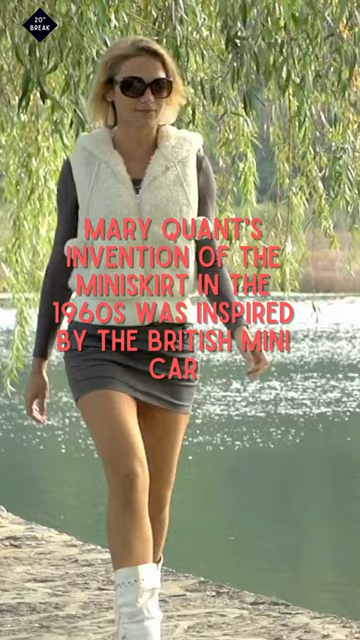 20"
BREAK
MARY QUANT'S
INVENTION OF THE
MINISKIRT IN THE
1960S WAS INSPIRED
BY THE BRITISH MINI
CAR